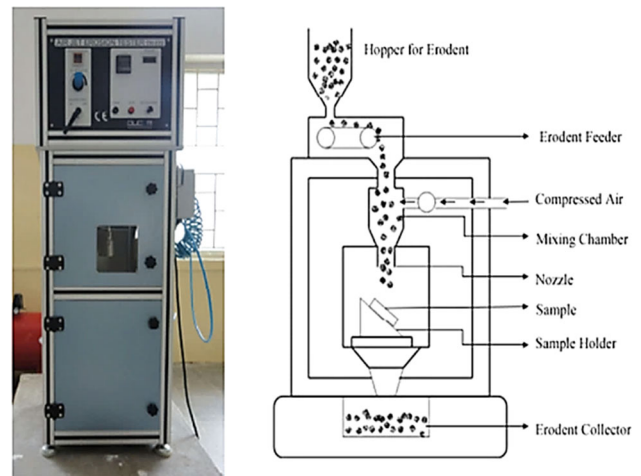 AIR JET EROSION TESTER
CE
DUCOM
Hopper for Erodent
Erodent Feeder
Compressed Air
Mixing Chamber
Nozzle
Sample
Sample Holder
Erodent Collector